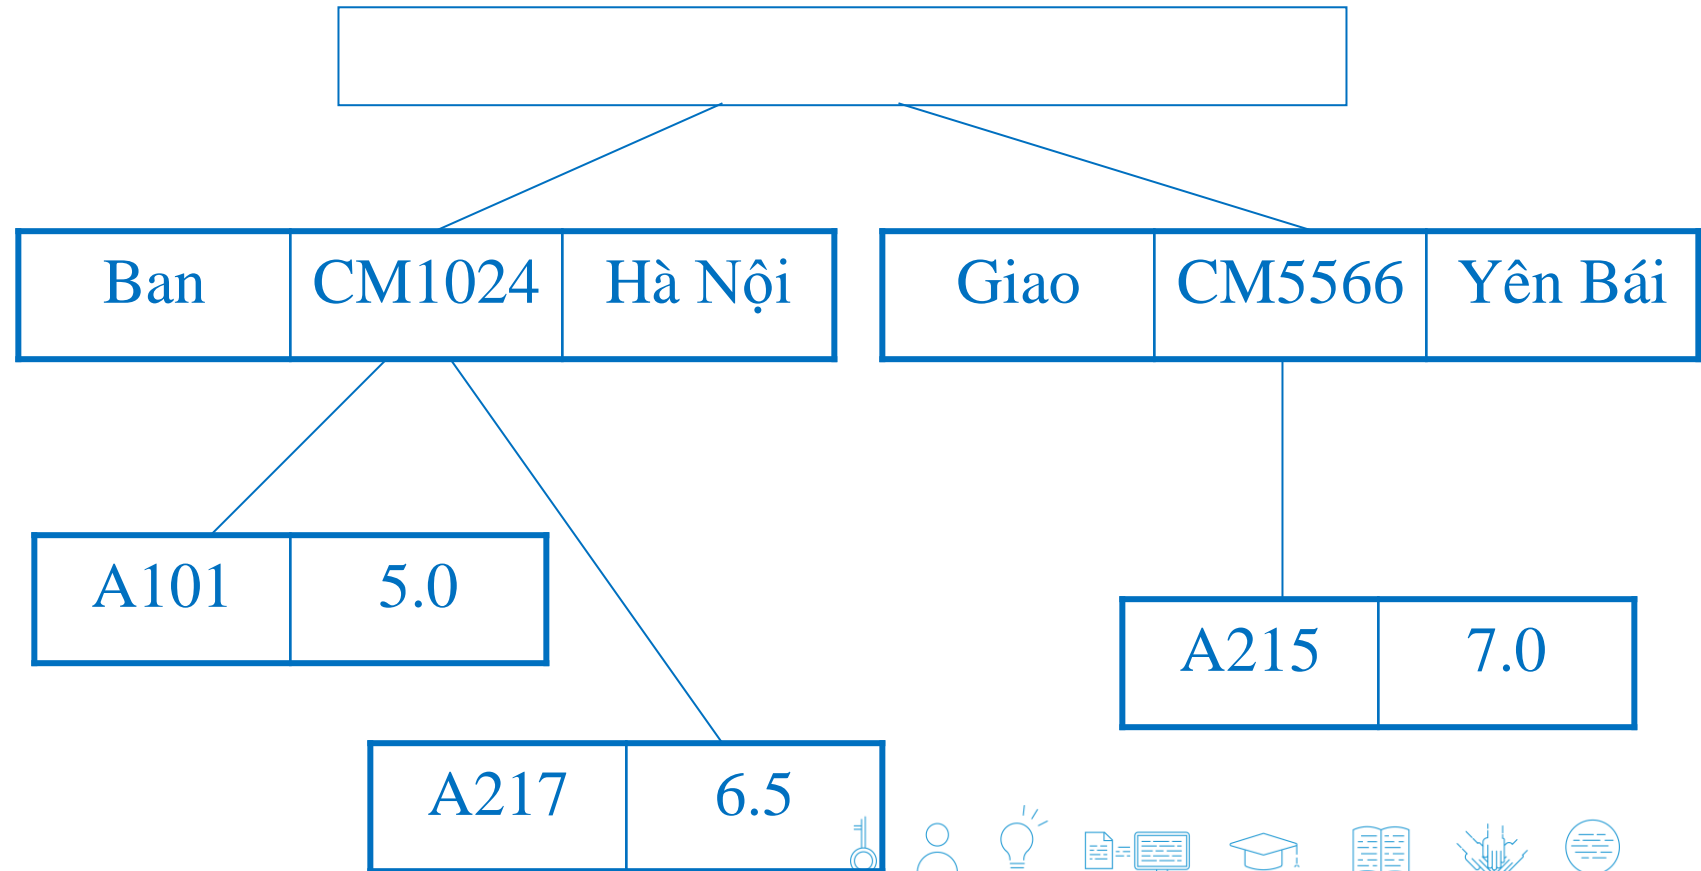 Ban CM1024 Hà Nội
Giao CM5566 Yên Bái
A101 5.0
A215 7.0
A217 6.5